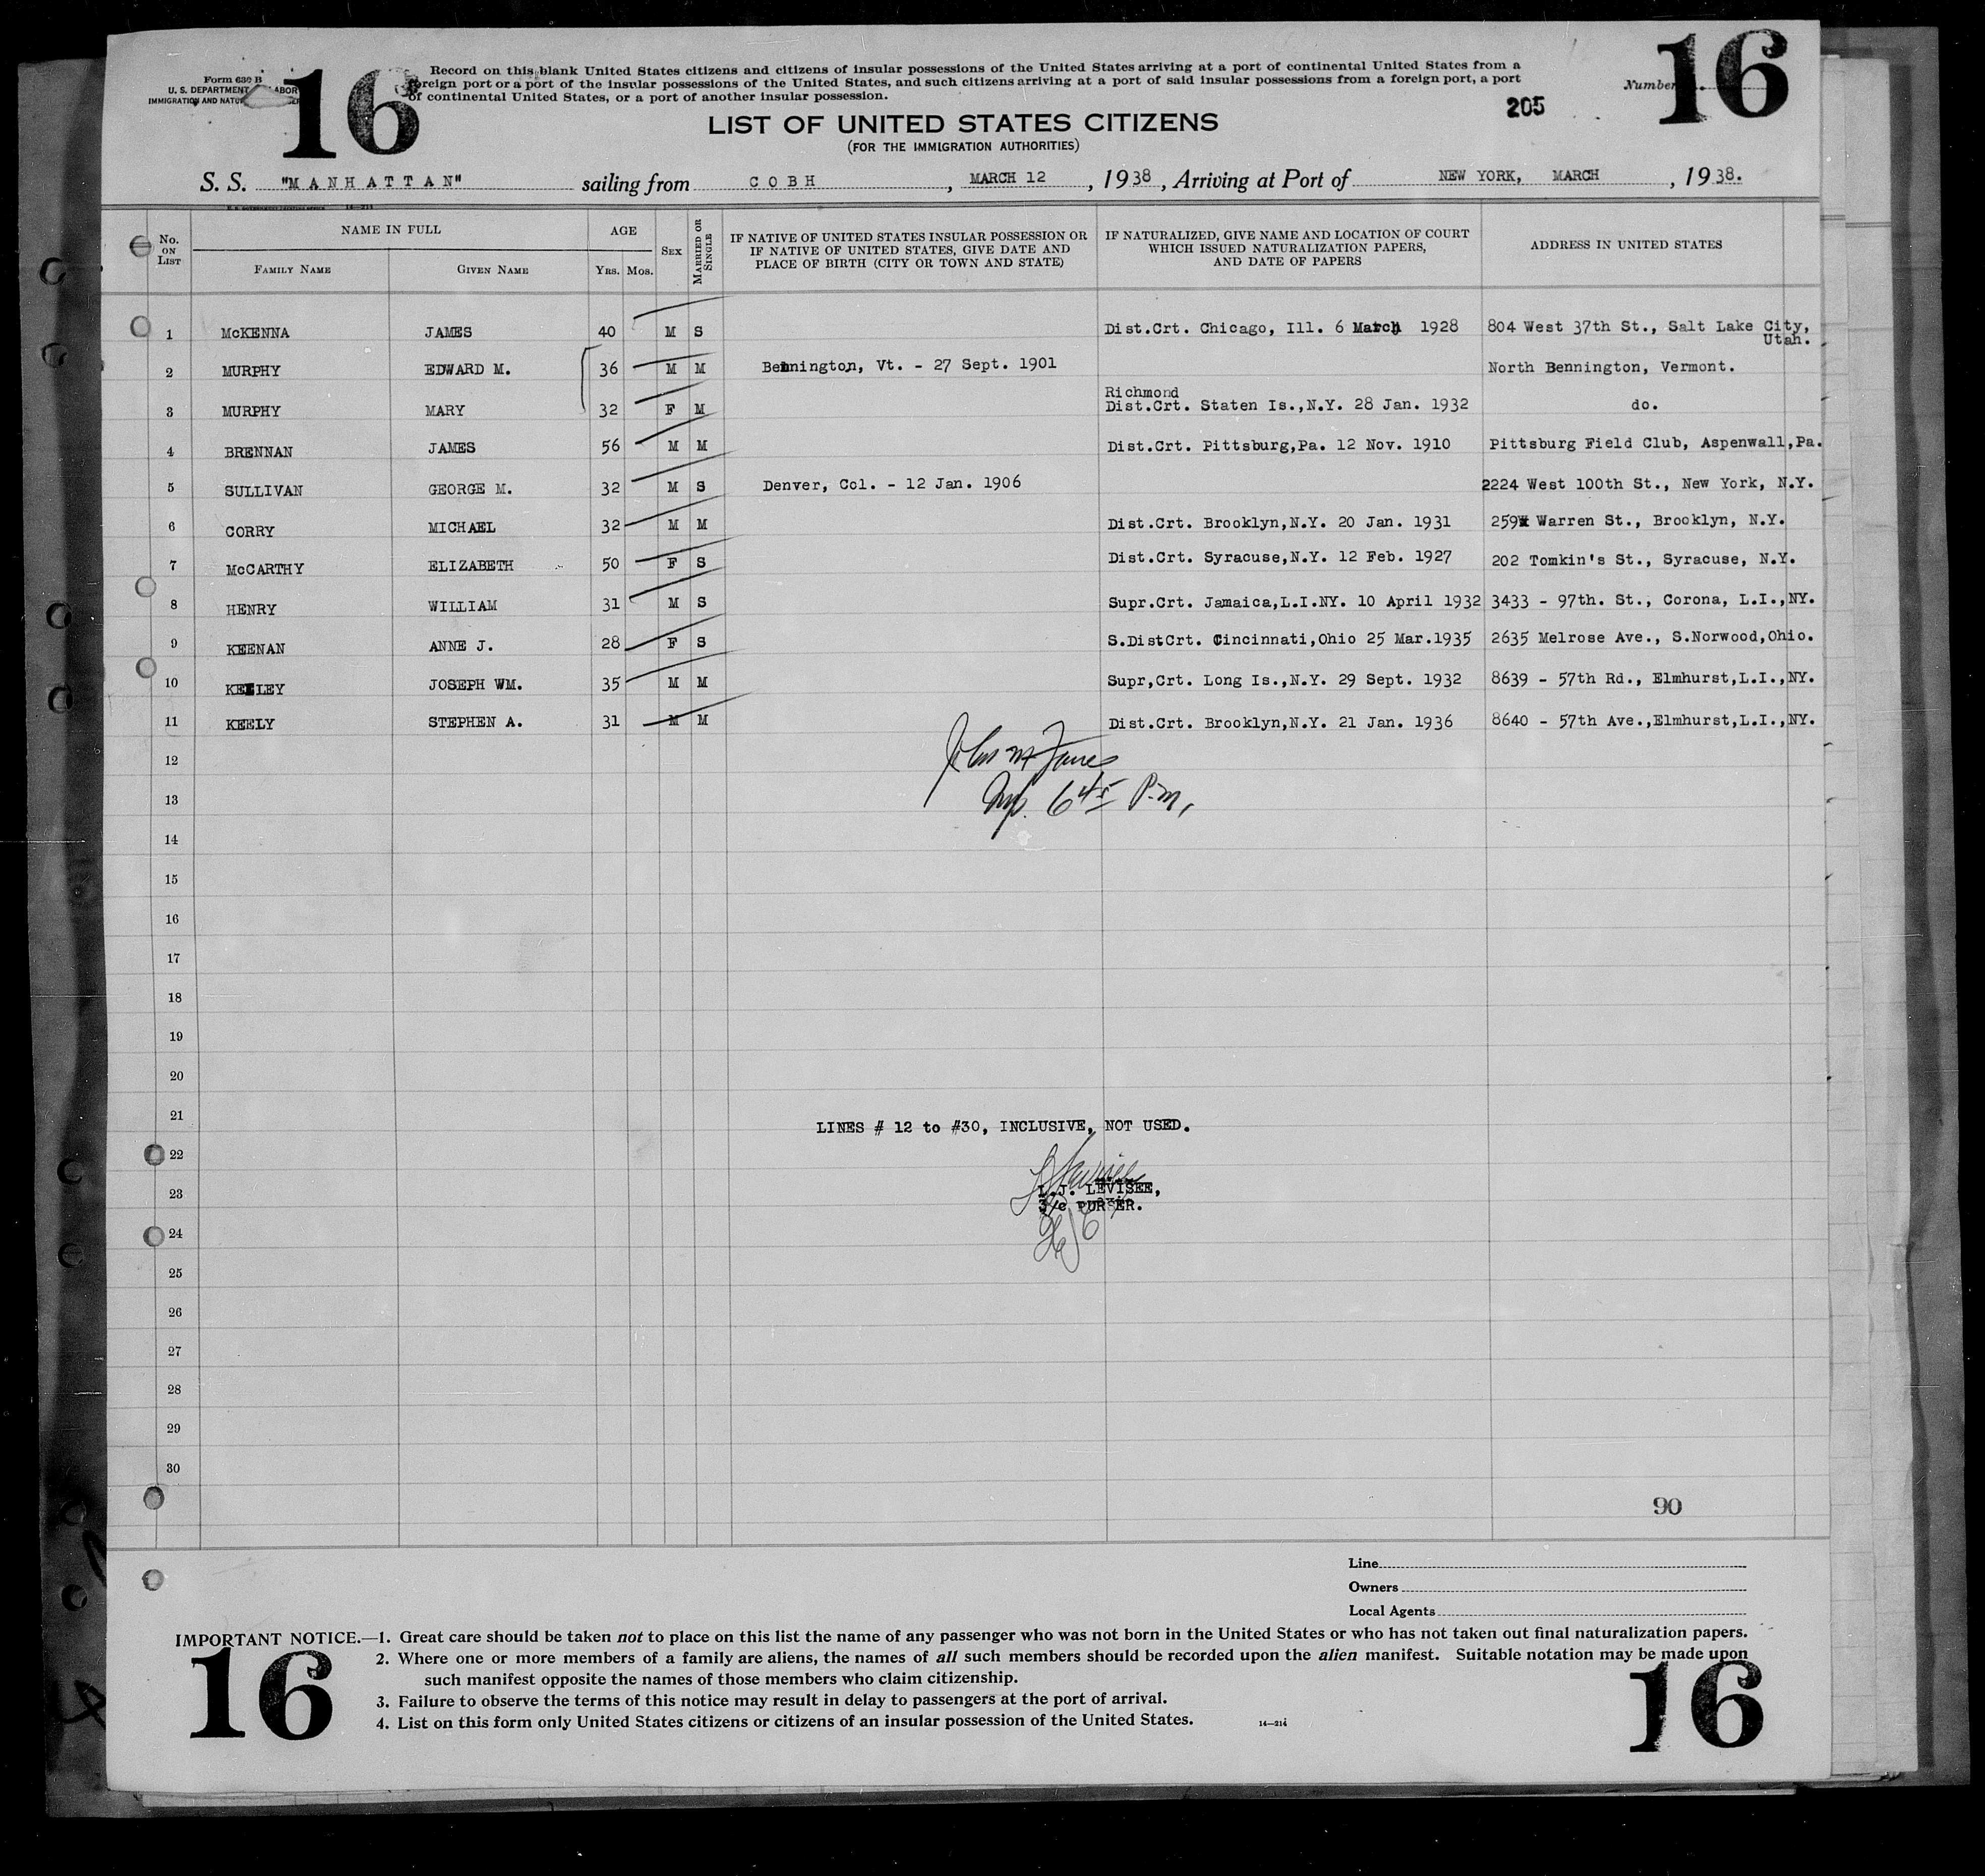 16
16
Form 630 B
U. S. DEPARTMENT LABOR
IMMIGRATION AND
Record on this blank United States citizens and citizens of insular possessions of the United States arriving at a port of continental United States from a
foreign port or a port of the insular possessions of the United States, and such citizens arriving at a port of said insular possessions from a foreign port, a port
of continental United States, or a port of another insular possession.
Number
205
LIST OF UNITED STATES CITIZENS
(FOR THE IMMIGRATION AUTHORITIES)
S. S. "MANHATTAN" sailing from COBH, MARCH 12, 1938, Arriving at Port of NEW YORK, MARCH, 1938.
No. ON LIST
NAME IN FULL
FAMILY NAME GIVEN NAME
AGE
YRS. MOS.
SEX
MARRIED OR SINGLE
IF NATIVE OF UNITED STATES INSULAR POSSESSION OR
IF NATIVE OF UNITED STATES, GIVE DATE AND
PLACE OF BIRTH (CITY OR TOWN AND STATE)
IF NATURALIZED, GIVE NAME AND LOCATION OF COURT
WHICH ISSUED NATURALIZATION PAPERS,
AND DATE OF PAPERS
ADDRESS IN UNITED STATES
1 McKENNA JAMES 40 M S Dist.Crt. Chicago, Ill. 6 March 1928 804 West 37th St., Salt Lake City,
Utah.
2 MURPHY EDWARD M. 36 M M Bennington, Vt. - 27 Sept. 1901 North Bennington, Vermont.
Richmond
3 MURPHY MARY 32 F M Dist.Crt. Staten Is.,N.Y. 28 Jan. 1932 do.
4 BRENNAN JAMES 56 M M Dist.Crt. Pittsburg,Pa. 12 Nov. 1910 Pittsburg Field Club, Aspenwall,Pa.
5 SULLIVAN GEORGE M. 32 M S Denver, Col. - 12 Jan. 1906 2224 West 100th St., New York, N.Y.
6 CORRY MICHAEL 32 M M Dist.Crt. Brooklyn,N.Y. 20 Jan. 1931 259 Warren St., Brooklyn, N.Y.
7 McCARTHY ELIZABETH 50 F S Dist.Crt. Syracuse,N.Y. 12 Feb. 1927 202 Tomkin's St., Syracuse, N.Y.
8 HENRY WILLIAM 31 M S Supr.Crt. Jamaica,L.I.NY. 10 April 1932 3433 - 97th. St., Corona, L.I.,NY.
9 KEENAN ANNE J. 28 F S S.DistCrt. Cincinnati,Ohio 25 Mar.1935 2635 Melrose Ave., S.Norwood,Ohio.
10 JOSEPH WM. 35 M M Supr,Crt. Long Is.,N.Y. 29 Sept. 1932 8639 - 57th Rd., Elmhurst,L.I.,NY.
11 KEELY STEPHEN A. 31 M M Dist.Crt. Brooklyn,N.Y. 21 Jan. 1936 8640 - 57th Ave.,Elmhurst,L.I.,NY.
12
13
6 45 P.m.
14
15
16
17
18
19
20
21
LINES # 12 to #30, INCLUSIVE, NOT USED.
22
23
L.J. LEVISEE,
3/c PURSER.
24
25
26
27
28
29
30
90
Line
Owners
Local Agents
IMPORTANT NOTICE.—1. Great care should be taken not to place on this list the name of any passenger who was not born in the United States or who has not taken out final naturalization papers.
2. Where one or more members of a family are aliens, the names of all such members should be recorded upon the alien manifest. Suitable notation may be made upon
such manifest opposite the names of those members who claim citizenship.
3. Failure to observe the terms of this notice may result in delay to passengers at the port of arrival.
4. List on this form only United States citizens or citizens of an insular possession of the United States.
14—214
16
16